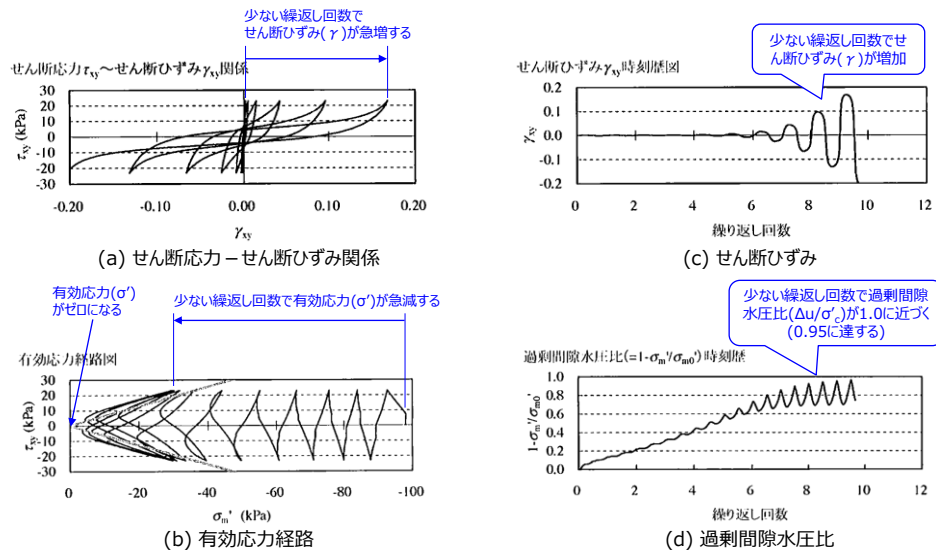 少ない繰返し回数で
せん断ひずみ(γ)が急増する
せん断応力τxy～せん断ひずみγxy関係
30
20
10
0
-10
-20
-30
τxy (kPa)
-0.20
-0.10
0.00
0.10
0.20
γxy
(a) せん断応力－せん断ひずみ関係
少ない繰返し回数でせ
ん断ひずみ(γ)が増加
せん断ひずみγxy時刻歴図
0.2
0.1
0.0
-0.1
-0.2
γxy
0
2
4
6
8
10
12
繰り返し回数
(c) せん断ひずみ
有効応力(σ’)
がゼロになる
少ない繰返し回数で有効応力(σ’)が急減する
有効応力経路図
30
20
10
0
-10
-20
-30
τxy (kPa)
0
-20
-40
-60
-80
-100
σm' (kPa)
(b) 有効応力経路
少ない繰返し回数で過剰間隙
水圧比(Δu/σ’c)が1.0に近づく
(0.95に達する)
過剰間隙水圧比(=1-σm'/σm0')時刻歴
1.0
0.8
0.6
0.4
0.2
0.0
1-σm'/σm0'
0
2
4
6
8
10
12
繰り返し回数
(d) 過剰間隙水圧比